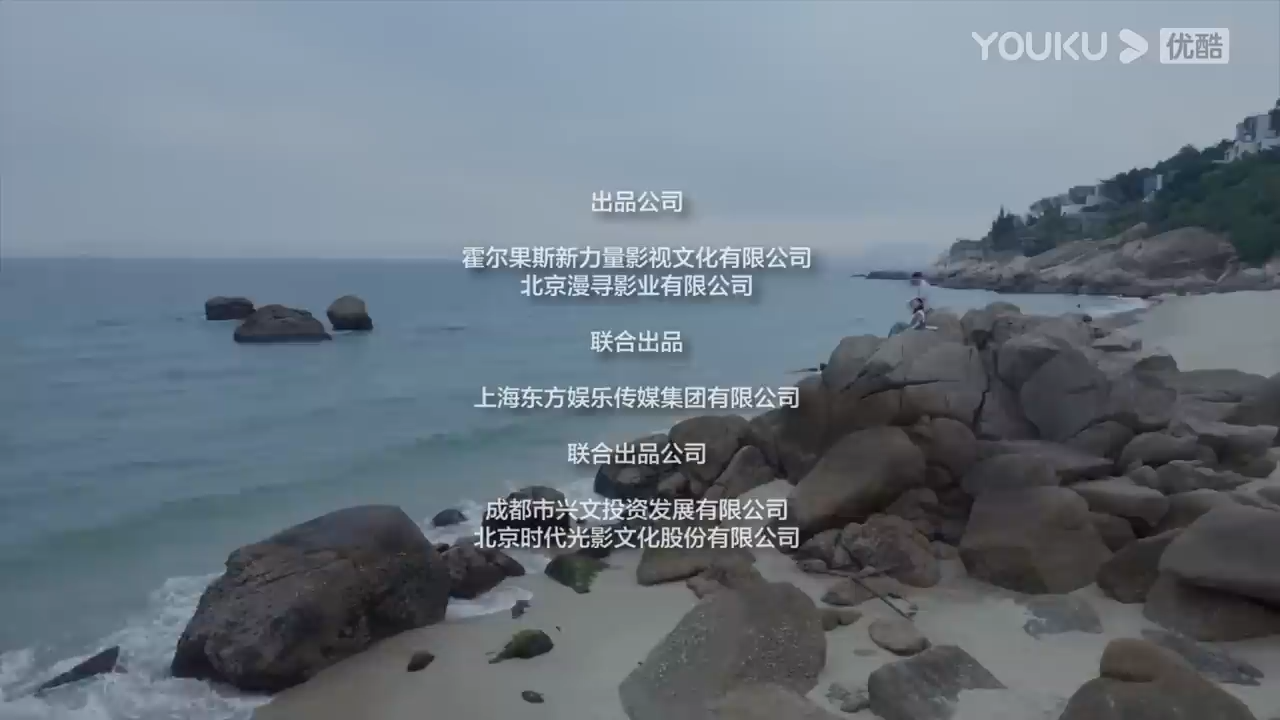 YOUKU 优酷
出品公司
霍尔果斯新力量影视文化有限公司
北京漫寻影业有限公司
联合出品
上海东方娱乐传媒集团有限公司
联合出品公司
成都市兴文投资发展有限公司
北京时代光影文化股份有限公司